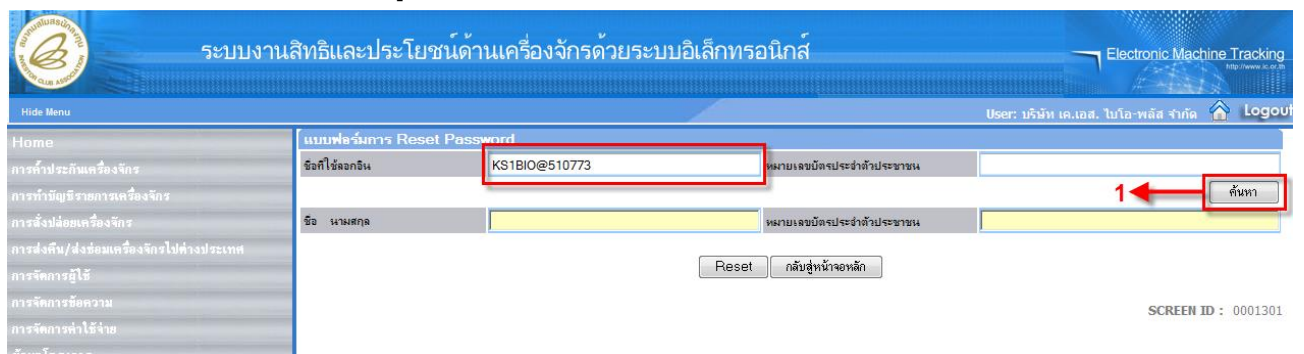 ระบบงานสิทธิและประโยชน์ด้านเครื่องจักรด้วยระบบอิเล็กทรอนิกส์
Electronic Machine Tracking
http://www.ic.or.th
INVESTOR CLUB ASSOCIATION
Hide Menu
User: บริษัท เค.เอส. ไบโอ-พลัส จำกัด Logout
Home
แบบฟอร์มการ Reset Password
ชื่อที่ใช้ลอกอิน KS1BIO@510773 หมายเลขบัตรประจำตัวประชาชน
การค้ำประกันเครื่องจักร
การทำบัญชีรายการเครื่องจักร
1 ค้นหา
การสั่งปล่อยเครื่องจักร
ชื่อ นามสกุล หมายเลขบัตรประจำตัวประชาชน
การส่งคืน/ส่งซ่อมเครื่องจักรไปต่างประเทศ
การจัดการผู้ใช้
Reset กลับสู่หน้าจอหลัก
การจัดการข้อความ
SCREEN ID : 0001301
การจัดการค่าใช้จ่าย